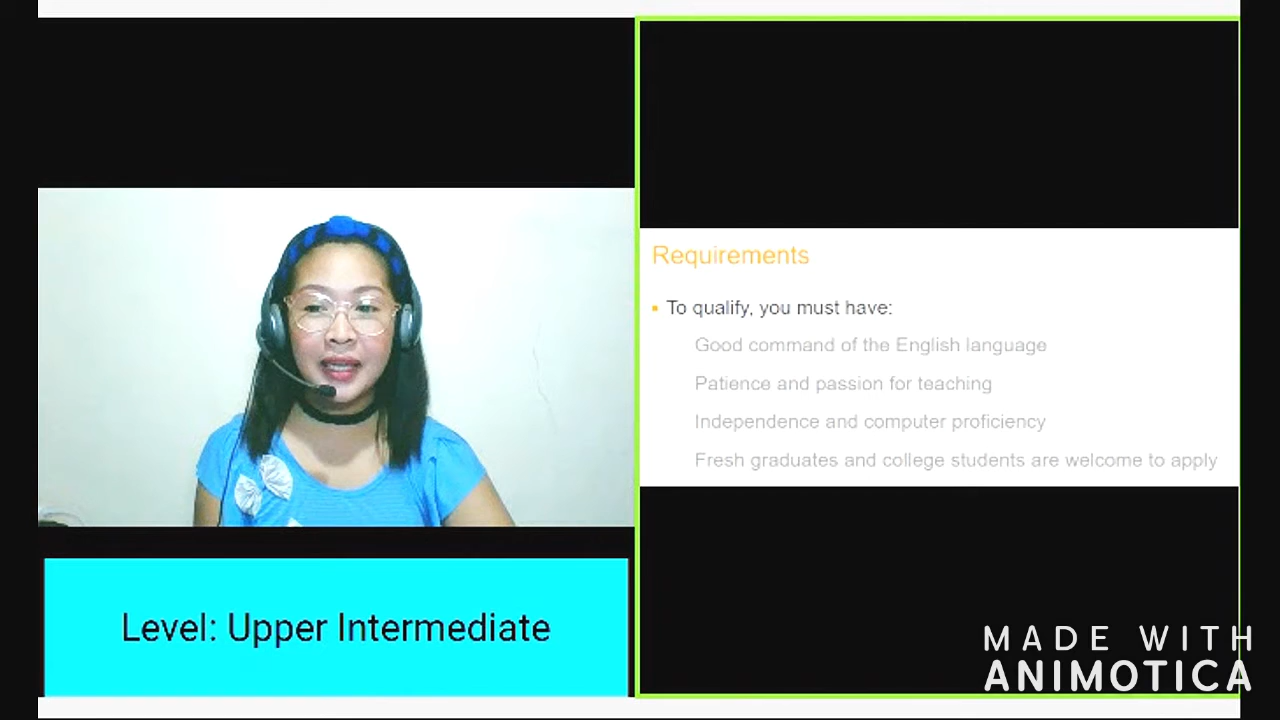 Requirements
To qualify, you must have:
Good command of the English language
Patience and passion for teaching
Independence and computer proficiency
Fresh graduates and college students are welcome to apply
Level: Upper Intermediate
MADE WITH
ANIMOTICA